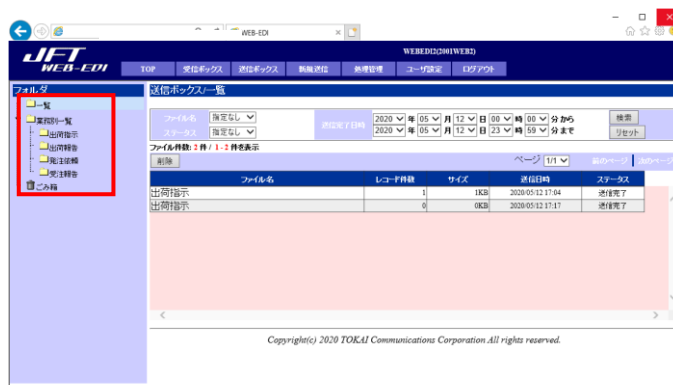 WEB-EDI
JFT
WEB-EDI
WEBEDI2(2001WEB2)
TOP 受信ボックス 送信ボックス 新規送信 処理管理 ユーザ設定 ログアウト
フォルダ
一覧
業務別一覧
出荷指示
出荷報告
発注依頼
受注報告
ごみ箱
送信ボックス/一覧
ファイル名 指定なし
ステータス 指定なし
送信完了日時
2020 年 05 月 12 日 00 時 00 分 から
2020 年 05 月 12 日 23 時 59 分 まで
検索
リセット
ファイル件数: 2 件 / 1 - 2 件を表示
削除
ページ 1/1 前のページ 次のページ
ファイル名 レコード件数 サイズ 送信日時 ステータス
出荷指示 1 1KB 2020/05/12 17:04 送信完了
出荷指示 0 0KB 2020/05/12 17:17 送信完了
Copyright(c) 2020 TOKAI Communications Corporation All rights reserved.